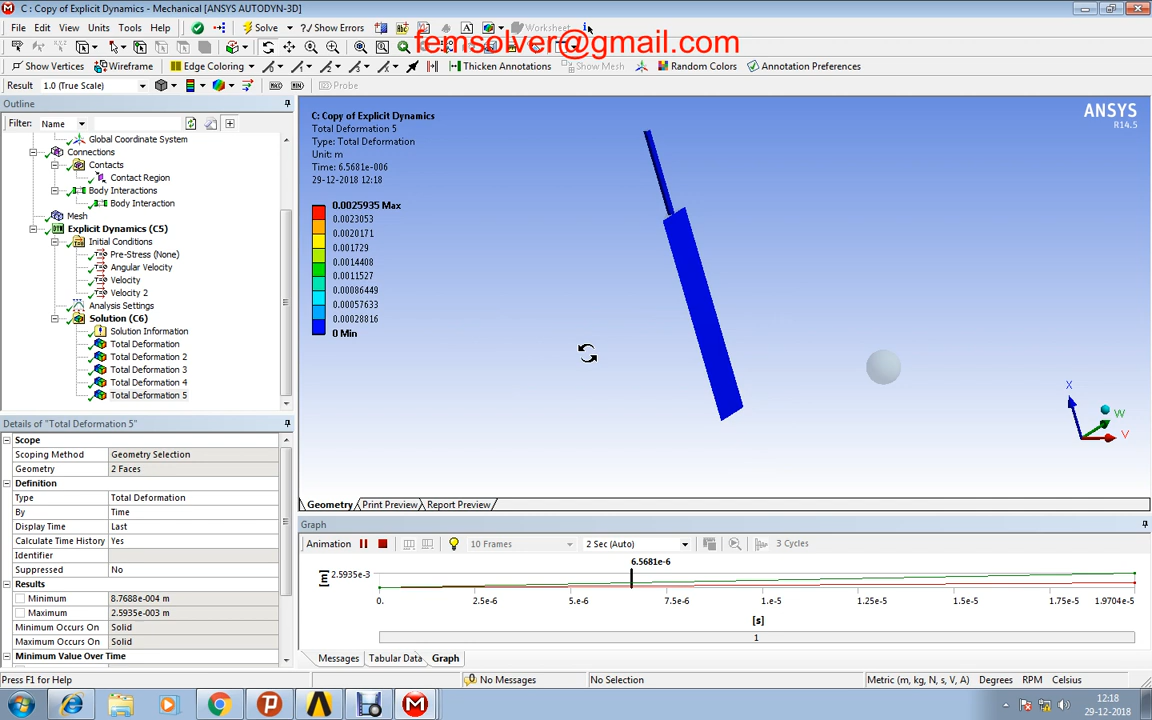 C : Copy of Explicit Dynamics - Mechanical [ANSYS AUTODYN-3D]
File Edit View Units Tools Solve ?/ Show Errors Worksheet
femsolver@gmail.com
Show Vertices Wireframe Edge Coloring Thicken Annotations Show Mesh Random Colors Annotation Preferences
Result 1.0 (True Scale) MAX MIN Probe
Outline
Filter: Name
Global Coordinate System
Connections
Contacts
Contact Region
Body Interactions
Body Interaction
Mesh
Explicit Dynamics (C5)
Initial Conditions
Pre-Stress (None)
Angular Velocity
Velocity
Velocity 2
Analysis Settings
Solution (C6)
Solution Information
Total Deformation
Total Deformation 2
Total Deformation 3
Total Deformation 4
Total Deformation 5
Details of "Total Deformation 5"
Scope
Scoping Method Geometry Selection
Geometry 2 Faces
Definition
Type Total Deformation
By Time
Display Time Last
Calculate Time History Yes
Identifier
Suppressed No
Results
Minimum 8.7688e-004 m
Maximum 2.5935e-003 m
Minimum Occurs On Solid
Maximum Occurs On Solid
Minimum Value Over Time
C: Copy of Explicit Dynamics
Total Deformation 5
Type: Total Deformation
Unit: m
Time: 6.5681e-006
29-12-2018 12:18
0.0025935 Max
0.0023053
0.0020171
0.001729
0.0014408
0.0011527
0.00086449
0.00057633
0.00028816
0 Min
ANSYS
R14.5
X
W
V
Geometry Print Preview Report Preview
Graph
Animation 10 Frames 2 Sec (Auto) 3 Cycles
6.5681e-6
[m]
2.5935e-3
0. 2.5e-6 5.e-6 7.5e-6 1.e-5 1.25e-5 1.5e-5 1.75e-5 1.9704e-5
[s]
1
Messages Tabular Data Graph
Press F1 for Help 0 No Messages No Selection Metric (m, kg, N, s, V, A) Degrees RPM Celsius
12:18
29-12-2018